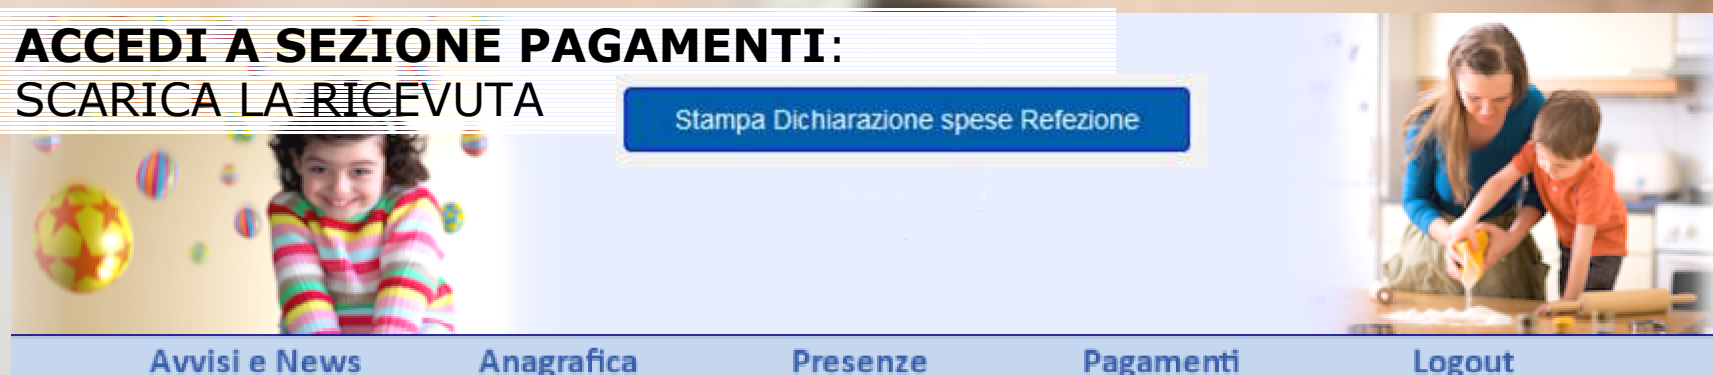 ACCEDI A SEZIONE PAGAMENTI:
SCARICA LA RICEVUTA
Stampa Dichiarazione spese Refezione
Avvisi e News Anagrafica Presenze Pagamenti Logout